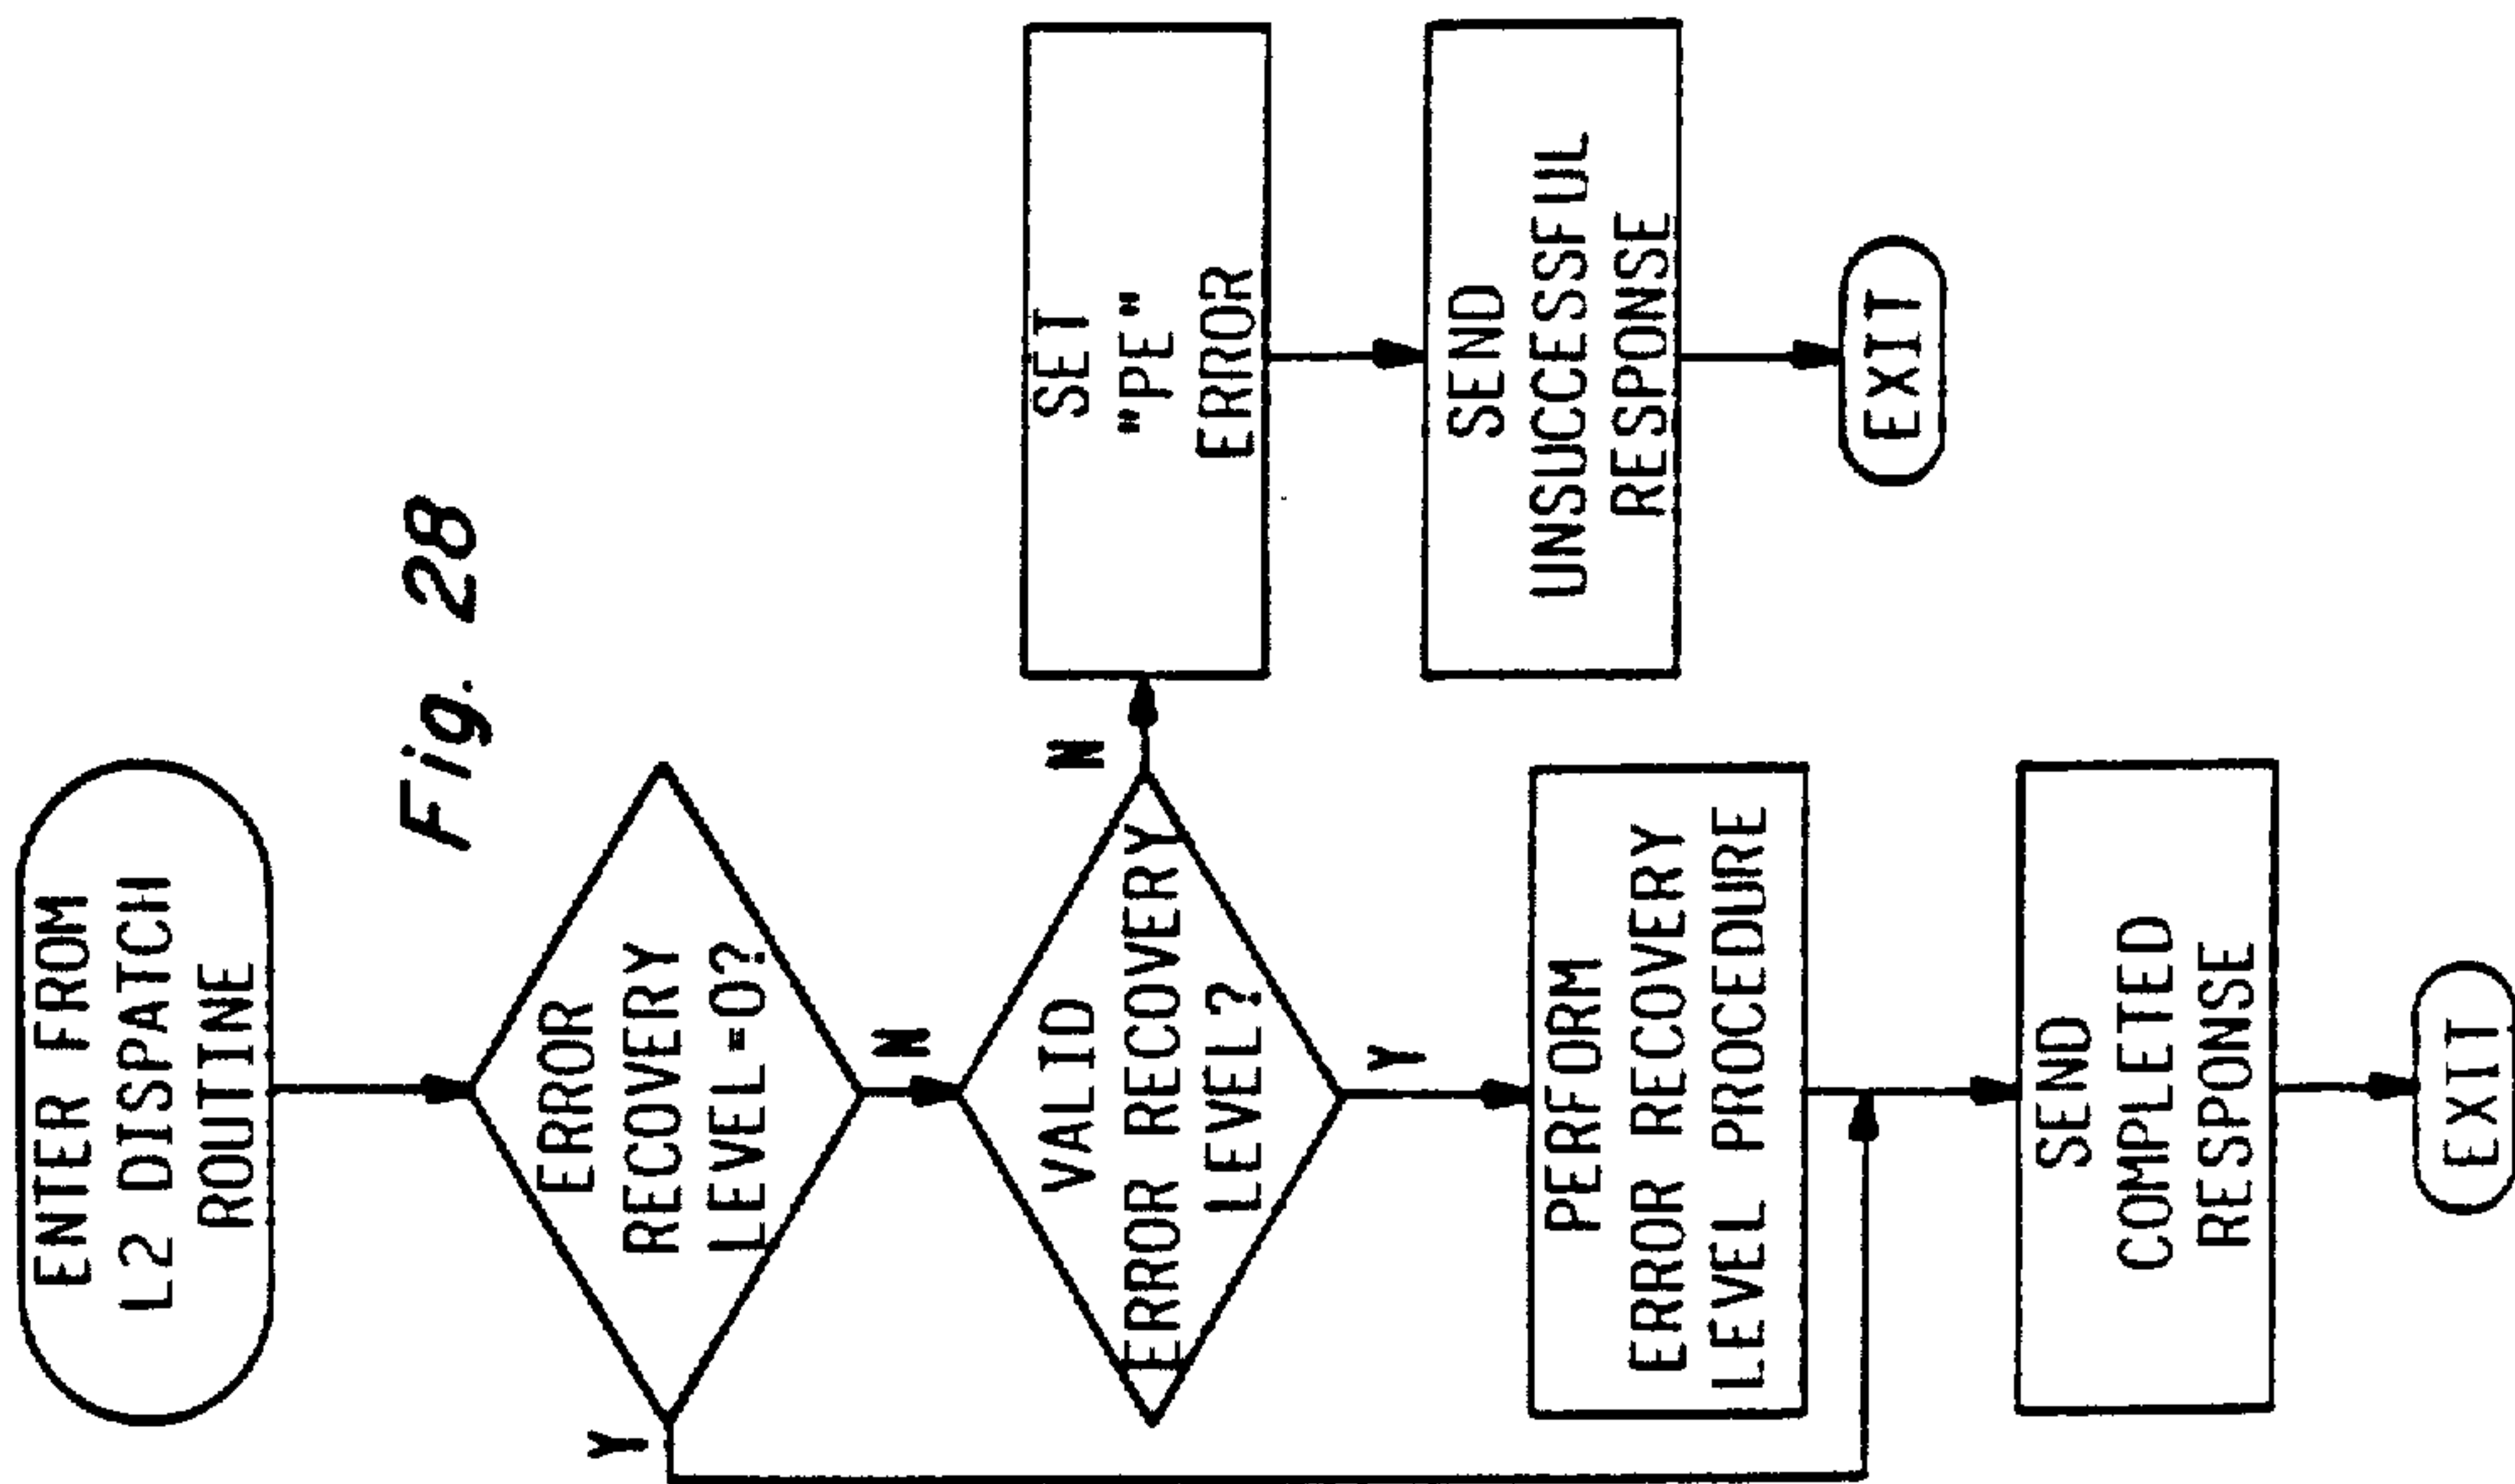 ENTER FROM
L2 DISPATCH
ROUTINE
Fig. 28
ERROR
RECOVERY
LEVEL=0?
Y
N
VALID
ERROR RECOVERY
LEVEL?
N
Y
SET
"PE"
ERROR
SEND
UNSUCCESSFUL
RESPONSE
EXIT
PERFORM
ERROR RECOVERY
LEVEL PROCEDURE
SEND
COMPLETED
RESPONSE
EXIT